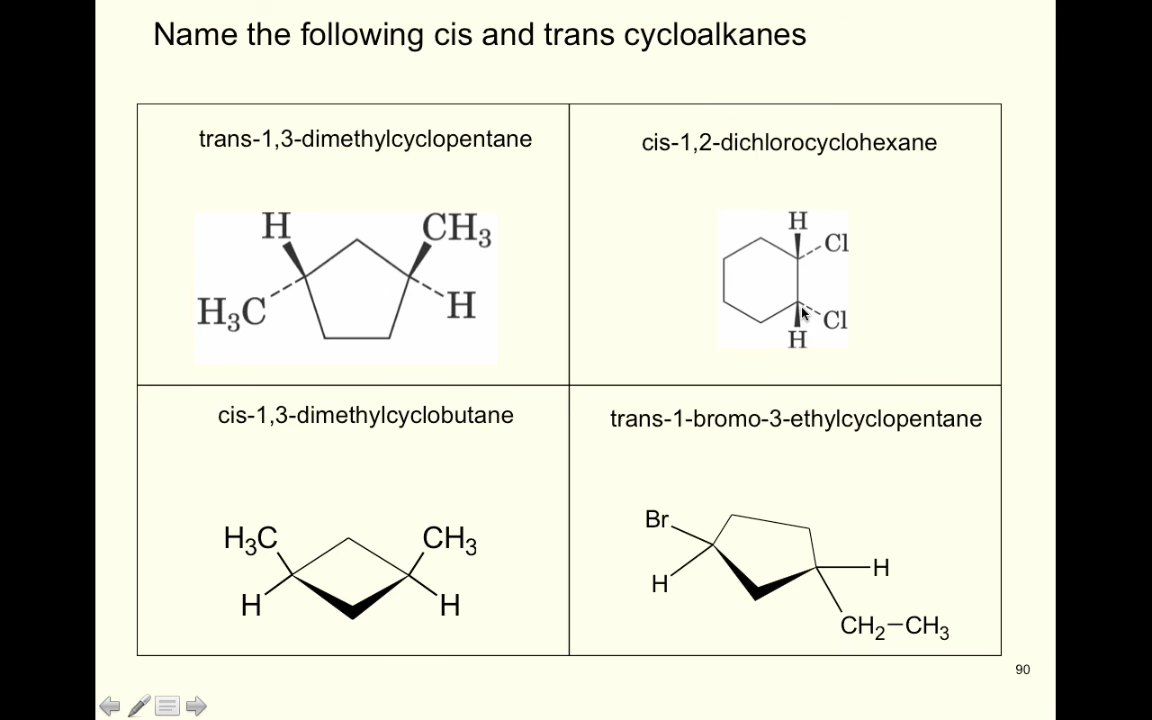 Name the following cis and trans cycloalkanes
trans-1,3-dimethylcyclopentane
H
CH₃
H₃C
H
cis-1,2-dichlorocyclohexane
H
Cl
Cl
H
cis-1,3-dimethylcyclobutane
H₃C
CH₃
H
H
trans-1-bromo-3-ethylcyclopentane
Br
H
H
CH₂−CH₃
90